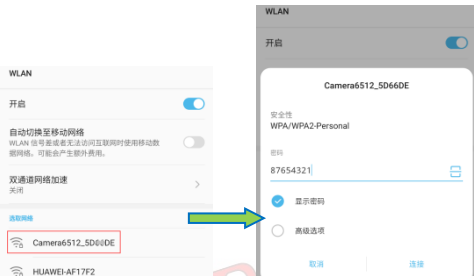 WLAN
开启
自动切换至移动网络
WLAN 信号差或者无法访问互联网时使用移动数
据网络。可能会产生额外费用。
双通道网络加速
关闭
选取网络
Camera6512_5D66DE
HUAWEI-AF17F2
WLAN
开启
Camera6512_5D66DE
安全性
WPA/WPA2-Personal
密码
87654321
显示密码
高级选项
取消
连接